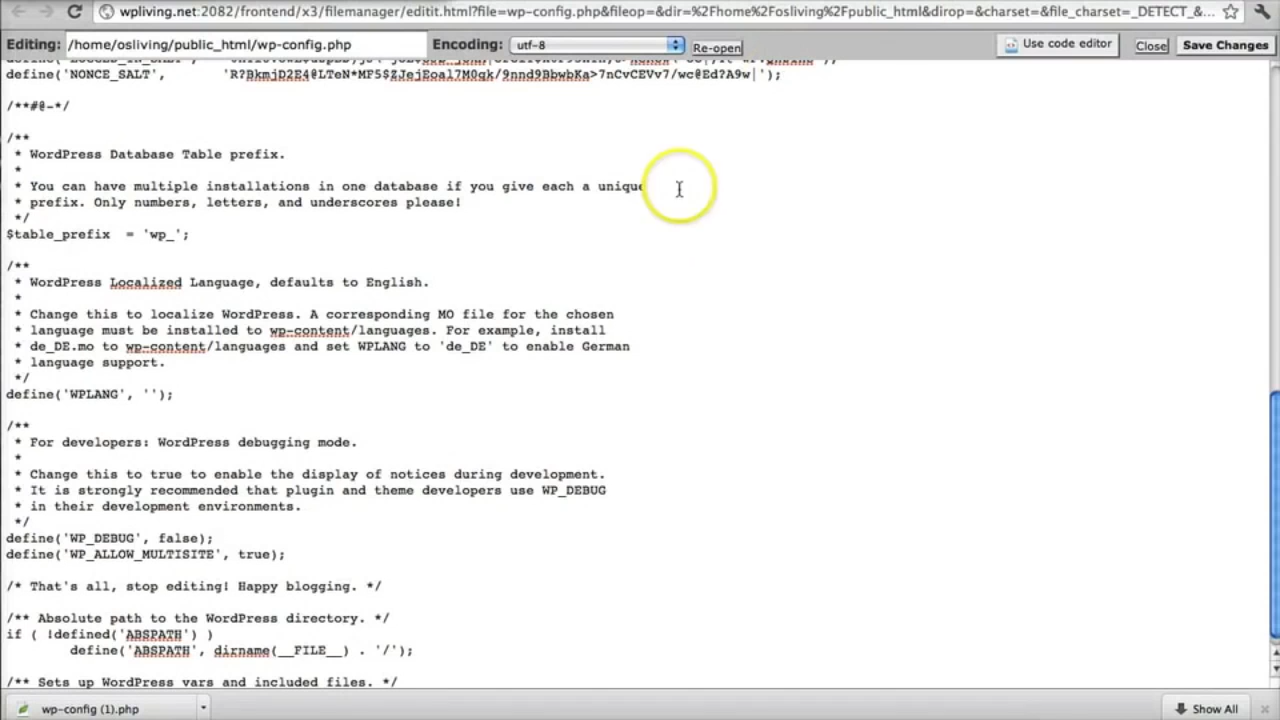 wpliving.net:2082/frontend/x3/filemanager/editit.html?file=wp-config.php&fileop=&dir=%2Fhome%2Fosliving%2Fpublic_html&dirop=&charset=&file_charset=_DETECT_&...
Editing: /home/osliving/public_html/wp-config.php Encoding: utf-8 Re-open Use code editor Close Save Changes
define('NONCE_SALT',
/**#@-*/
/**
* WordPress Database Table prefix.
*
* You can have multiple installations in one database if you give each a unique
* prefix. Only numbers, letters, and underscores please!
*/
$table_prefix  = 'wp_';
/**
* WordPress Localized Language, defaults to English.
*
* Change this to localize WordPress. A corresponding MO file for the chosen
* language must be installed to wp-content/languages. For example, install
* de_DE.mo to wp-content/languages and set WPLANG to 'de_DE' to enable German
* language support.
*/
define('WPLANG', '');
/**
* For developers: WordPress debugging mode.
*
* Change this to true to enable the display of notices during development.
* It is strongly recommended that plugin and theme developers use WP_DEBUG
* in their development environments.
*/
define('WP_DEBUG', false);
define('WP_ALLOW_MULTISITE', true);
/* That's all, stop editing! Happy blogging. */
/** Absolute path to the WordPress directory. */
if ( !defined('ABSPATH') )
define('ABSPATH', dirname(__FILE__) . '/');
/** Sets up WordPress vars and included files. */
wp-config (1).php Show All